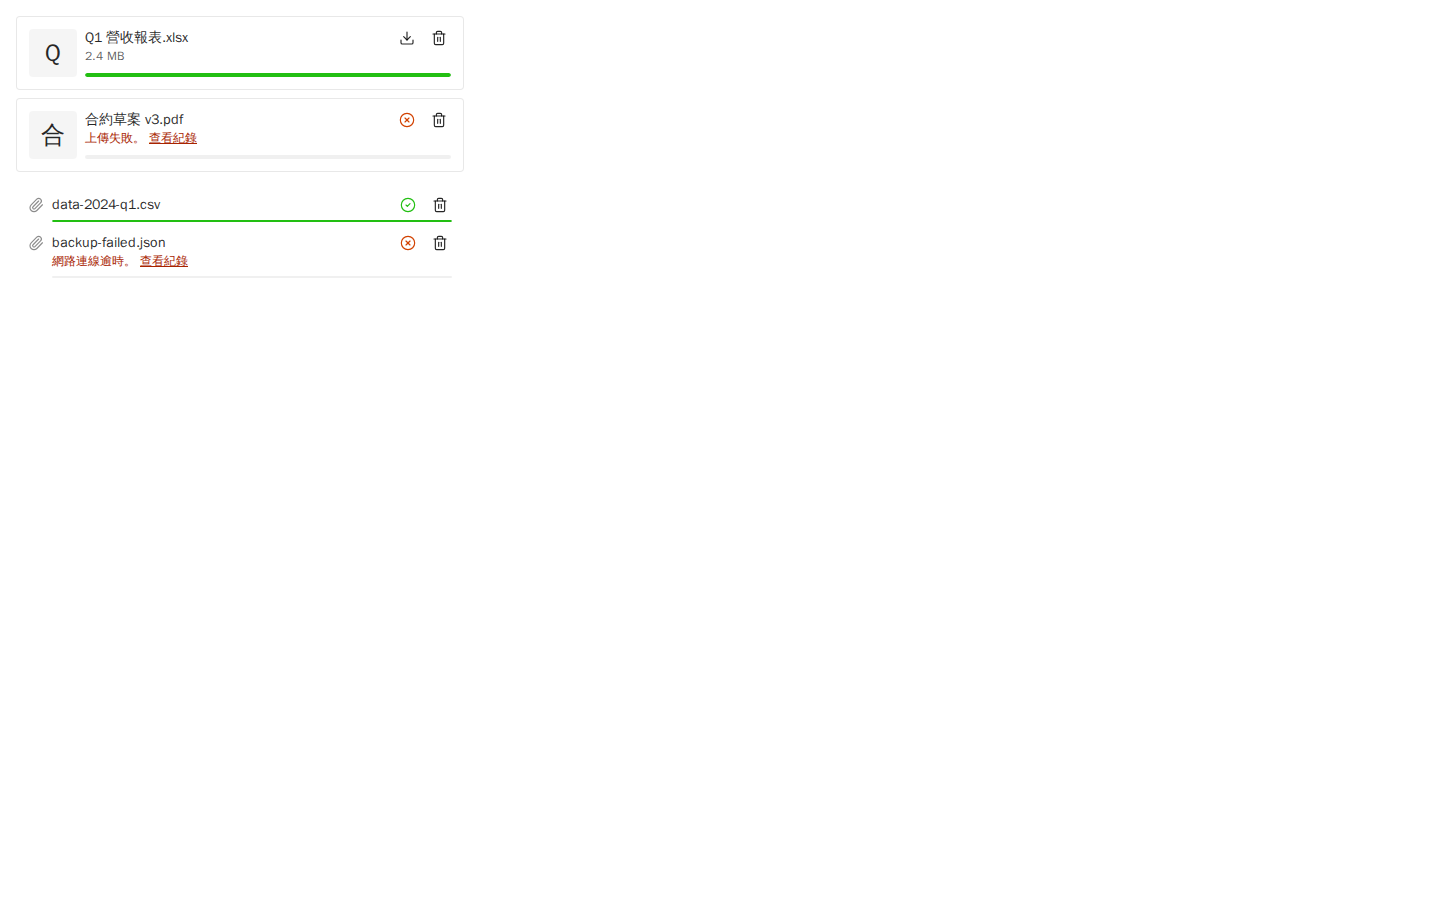 Q
Q1 營收報表.xlsx
2.4 MB
合
合約草案 v3.pdf
上傳失敗。 查看紀錄
data-2024-q1.csv
backup-failed.json
網路連線逾時。 查看紀錄